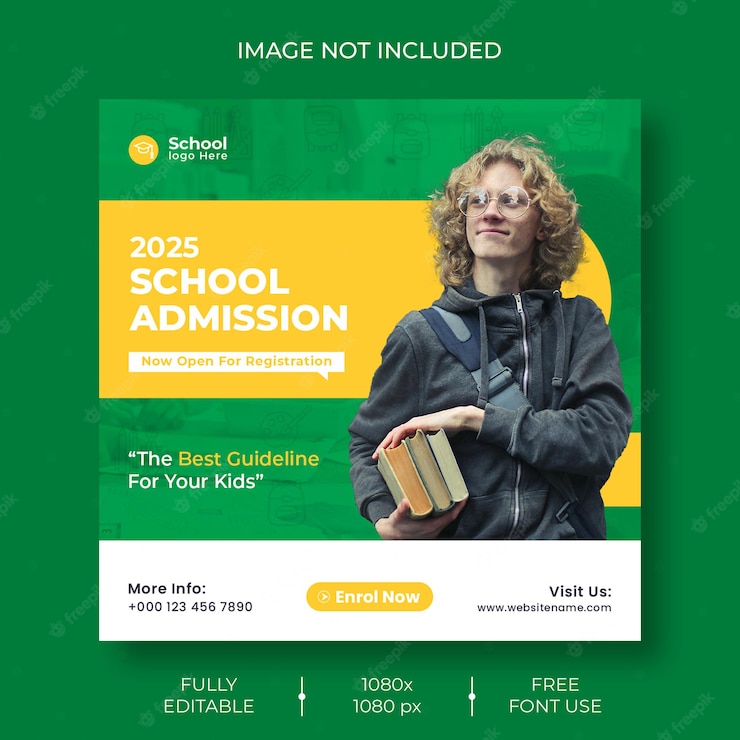 IMAGE NOT INCLUDED
School
logo Here
2025
SCHOOL
ADMISSION
Now Open For Registration
“The Best Guideline
For Your Kids”
More Info:
+000 123 456 7890
Enrol Now
Visit Us:
www.websitename.com
FULLY
EDITABLE
1080x
1080 px
FREE
FONT USE
freepik